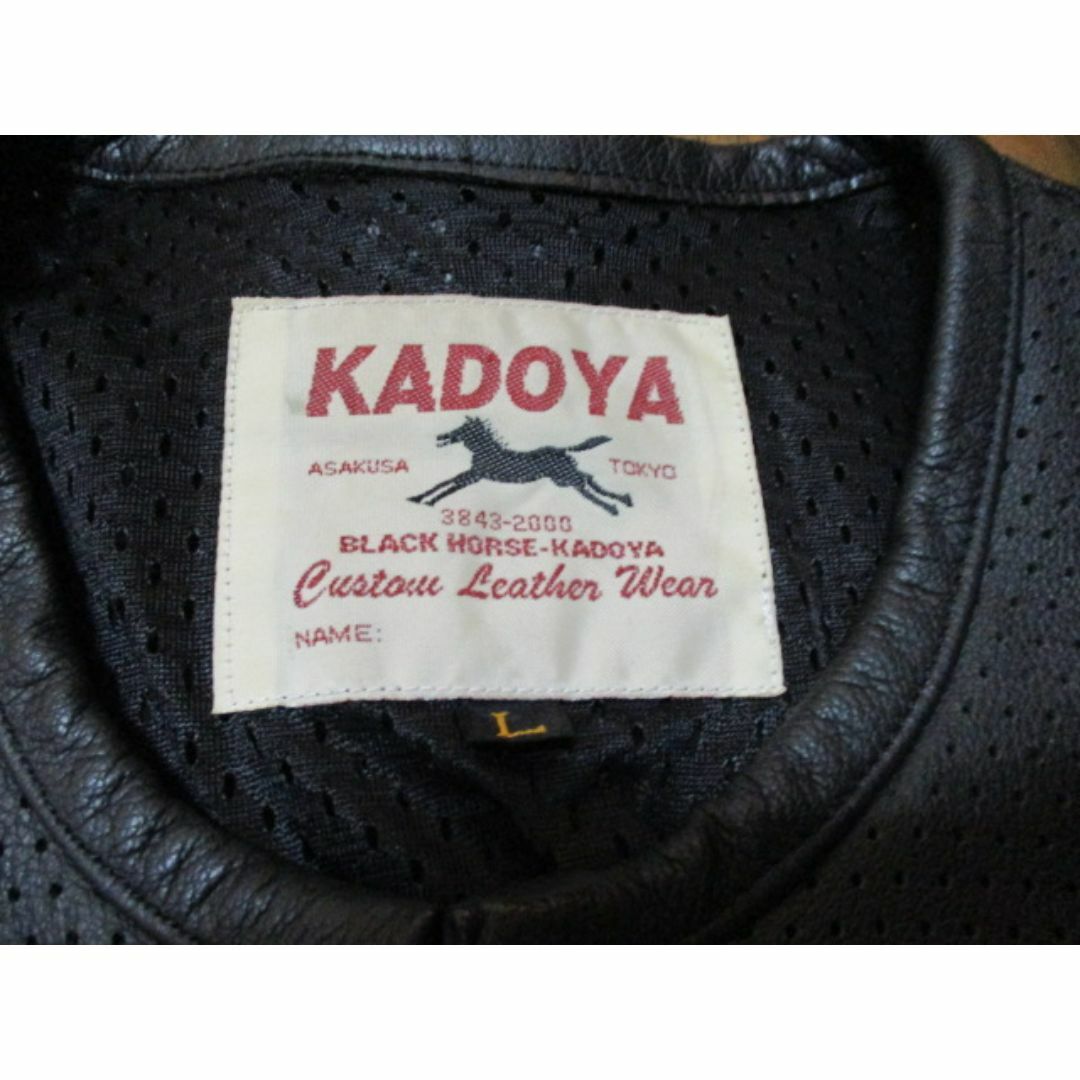 KADOYA
ASAKUSA TOKYO
3843-2000
BLACK HORSE-KADOYA
Custom Leather Wear
NAME:
L